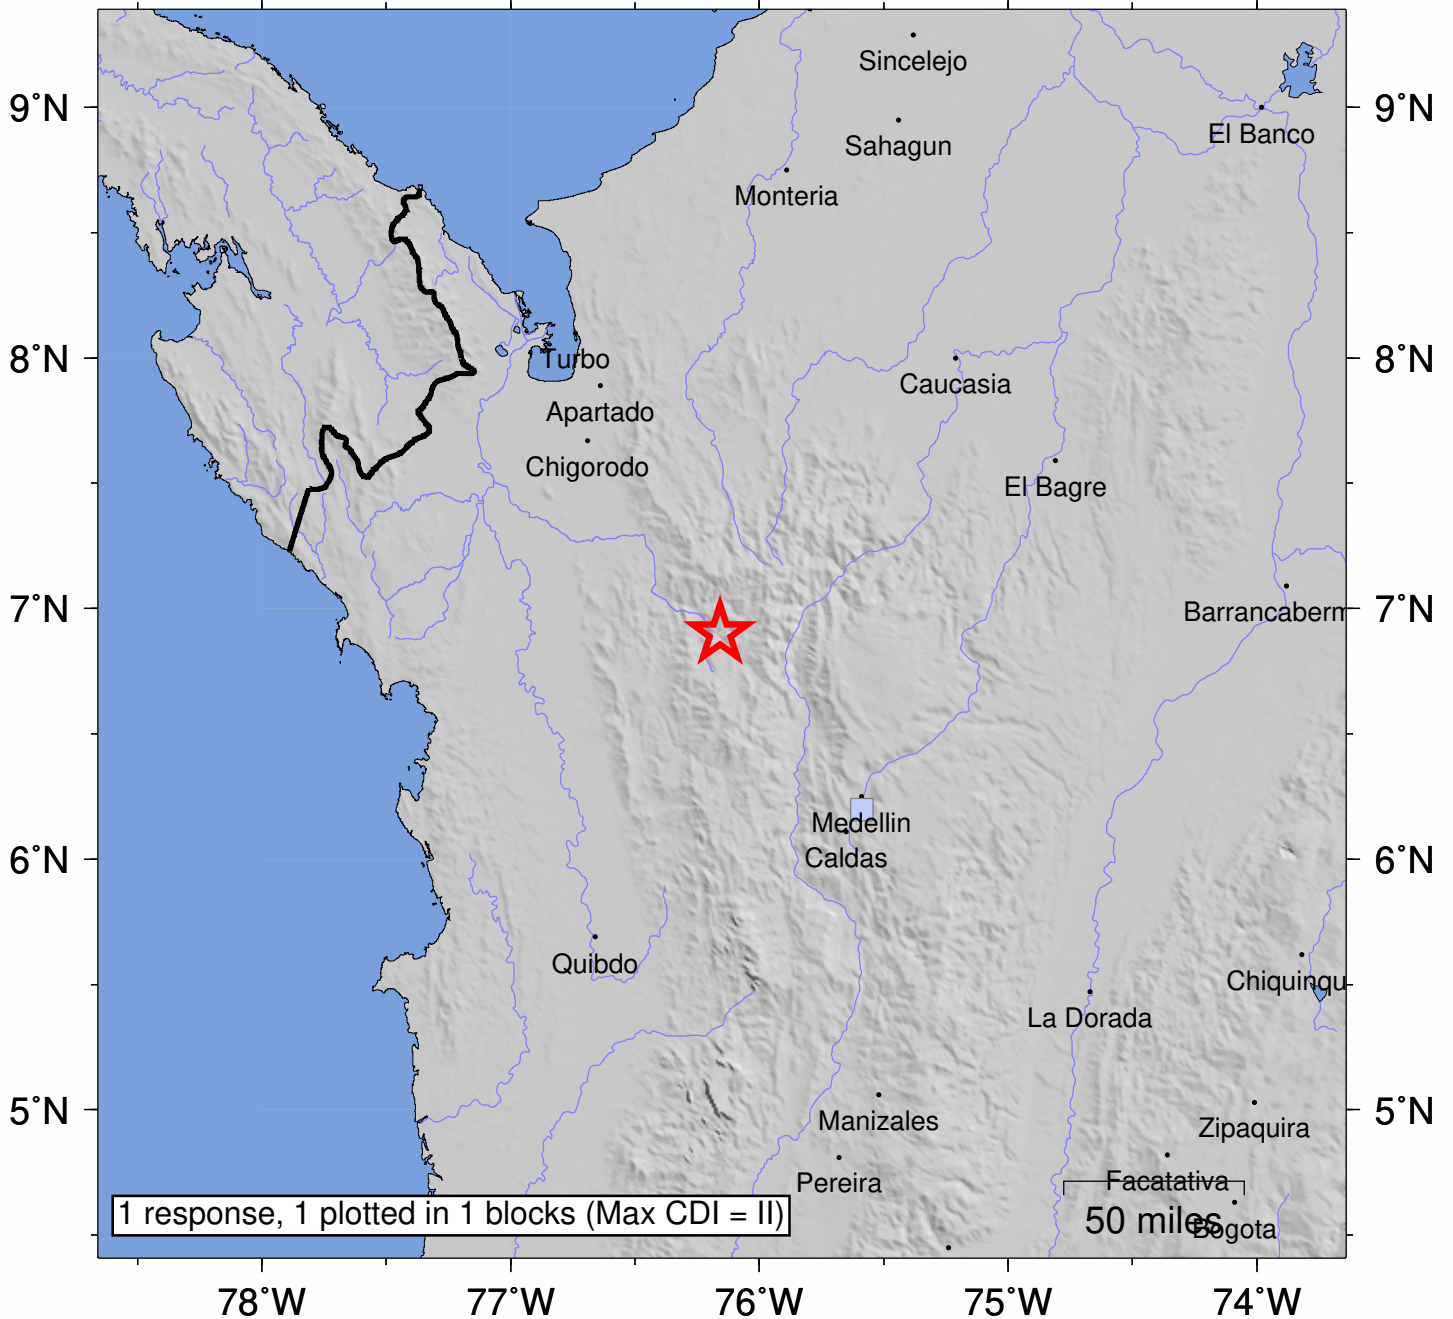 Sincelejo
9°N
9°N
El Banco
Sahagun
Monteria
8°N
Turbo
8°N
Caucasia
Apartado
Chigorodo
El Bagre
7°N
7°N
Barrancaberm
Medellin
6°N
Caldas
6°N
Quibdo
Chiquinqu
La Dorada
5°N
Manizales
5°N
Zipaquira
Pereira
Facatativa
1 response, 1 plotted in 1 blocks (Max CDI = II)
50 miles
Bogota
78°W
77°W
76°W
75°W
74°W